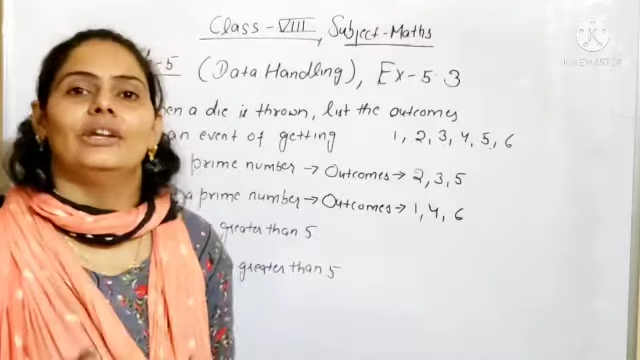 Class-VIII, Subject-Maths
-5 (Data Handling), Ex-5.3
en a die is thrown, list the outcomes
an event of getting 1, 2, 3, 4, 5, 6
prime number → Outcomes → 2, 3, 5
a prime number → Outcomes → 1, 4, 6
greater than 5
greater than 5
KINEMASTER